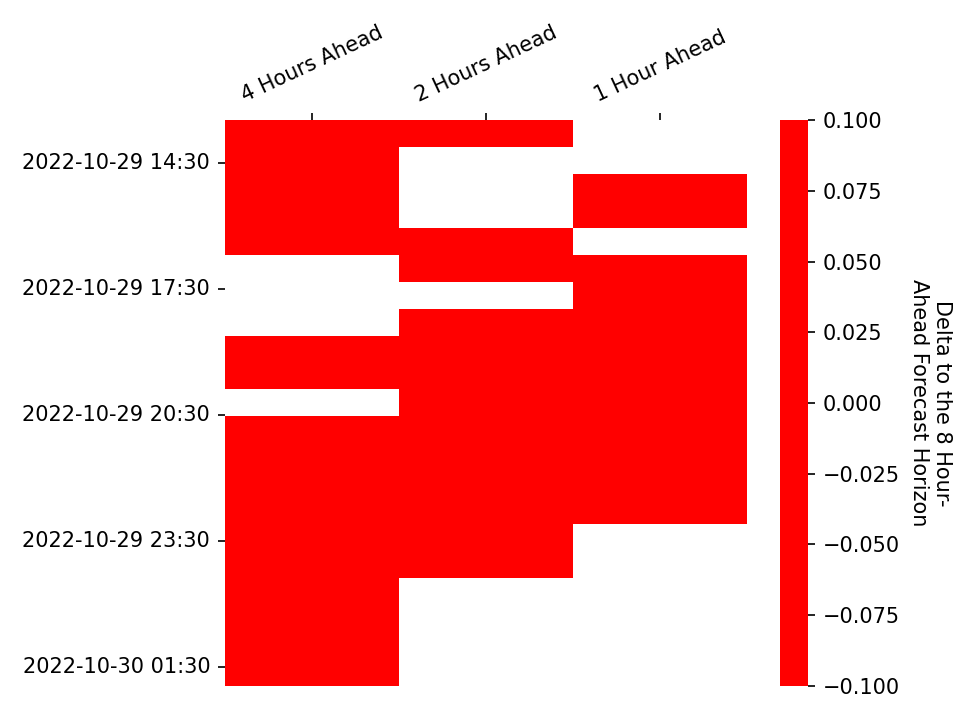 4 Hours Ahead
2 Hours Ahead
1 Hour Ahead
2022-10-29 14:30
2022-10-29 17:30
2022-10-29 20:30
2022-10-29 23:30
2022-10-30 01:30
0.100
0.075
0.050
0.025
0.000
−0.025
−0.050
−0.075
−0.100
Delta to the 8 Hour-
Ahead Forecast Horizon